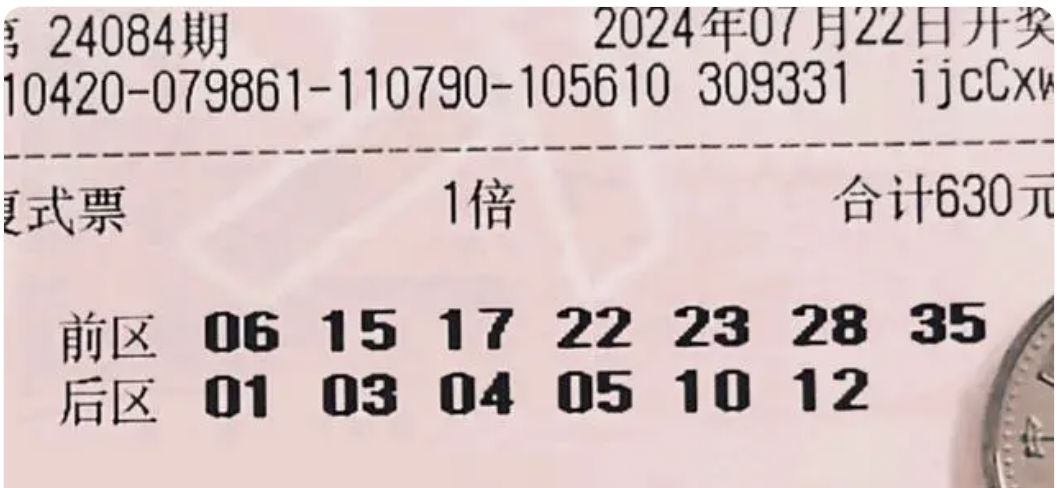 第 24084期 2024年07月22日开奖
10420-079861-110790-105610 309331 ijcCxw
复式票 1倍 合计630元
前区 06 15 17 22 23 28 35
后区 01 03 04 05 10 12